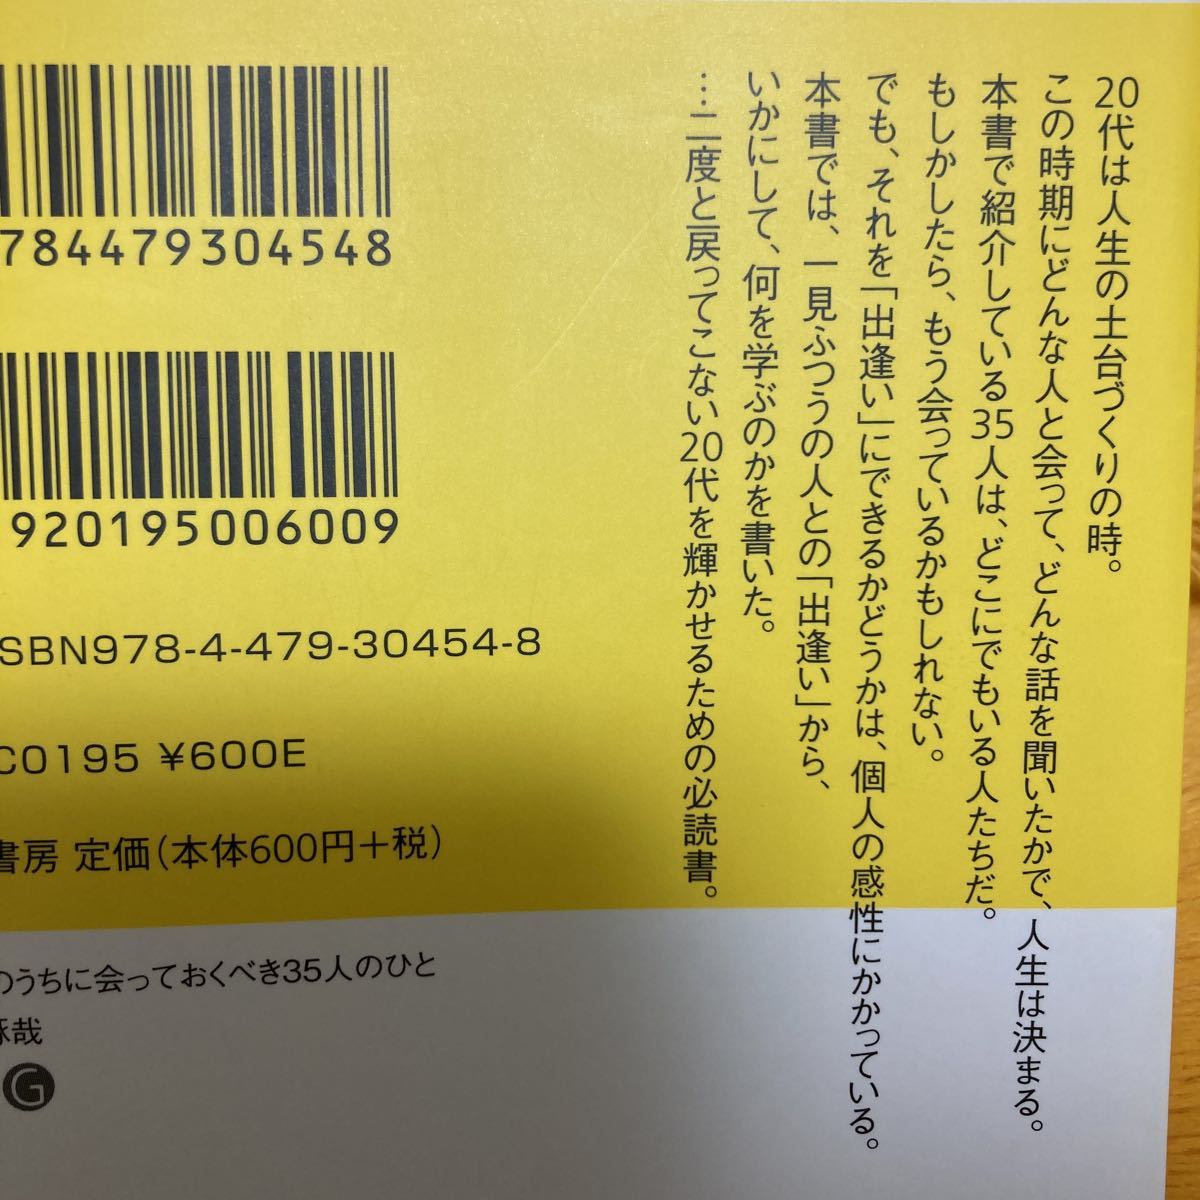 20代は人生の土台づくりの時。
この時期にどんな人と会って、どんな話を聞いたかで、人生は決まる。
本書で紹介している35人は、どこにでもいる人たちだ。
もしかしたら、もう会っているかもしれない。
でも、それを「出逢い」にできるかどうかは、個人の感性にかかっている。
本書では、一見ふつうの人との「出逢い」から、
いかにして、何を学ぶのかを書いた。
…二度と戻ってこない20代を輝かせるための必読書。
784479304548
920195006009
SBN978-4-479-30454-8
C0195 ¥600E
書房 定価(本体600円+税)
のうちに会っておくべき35人のひと
哉
G